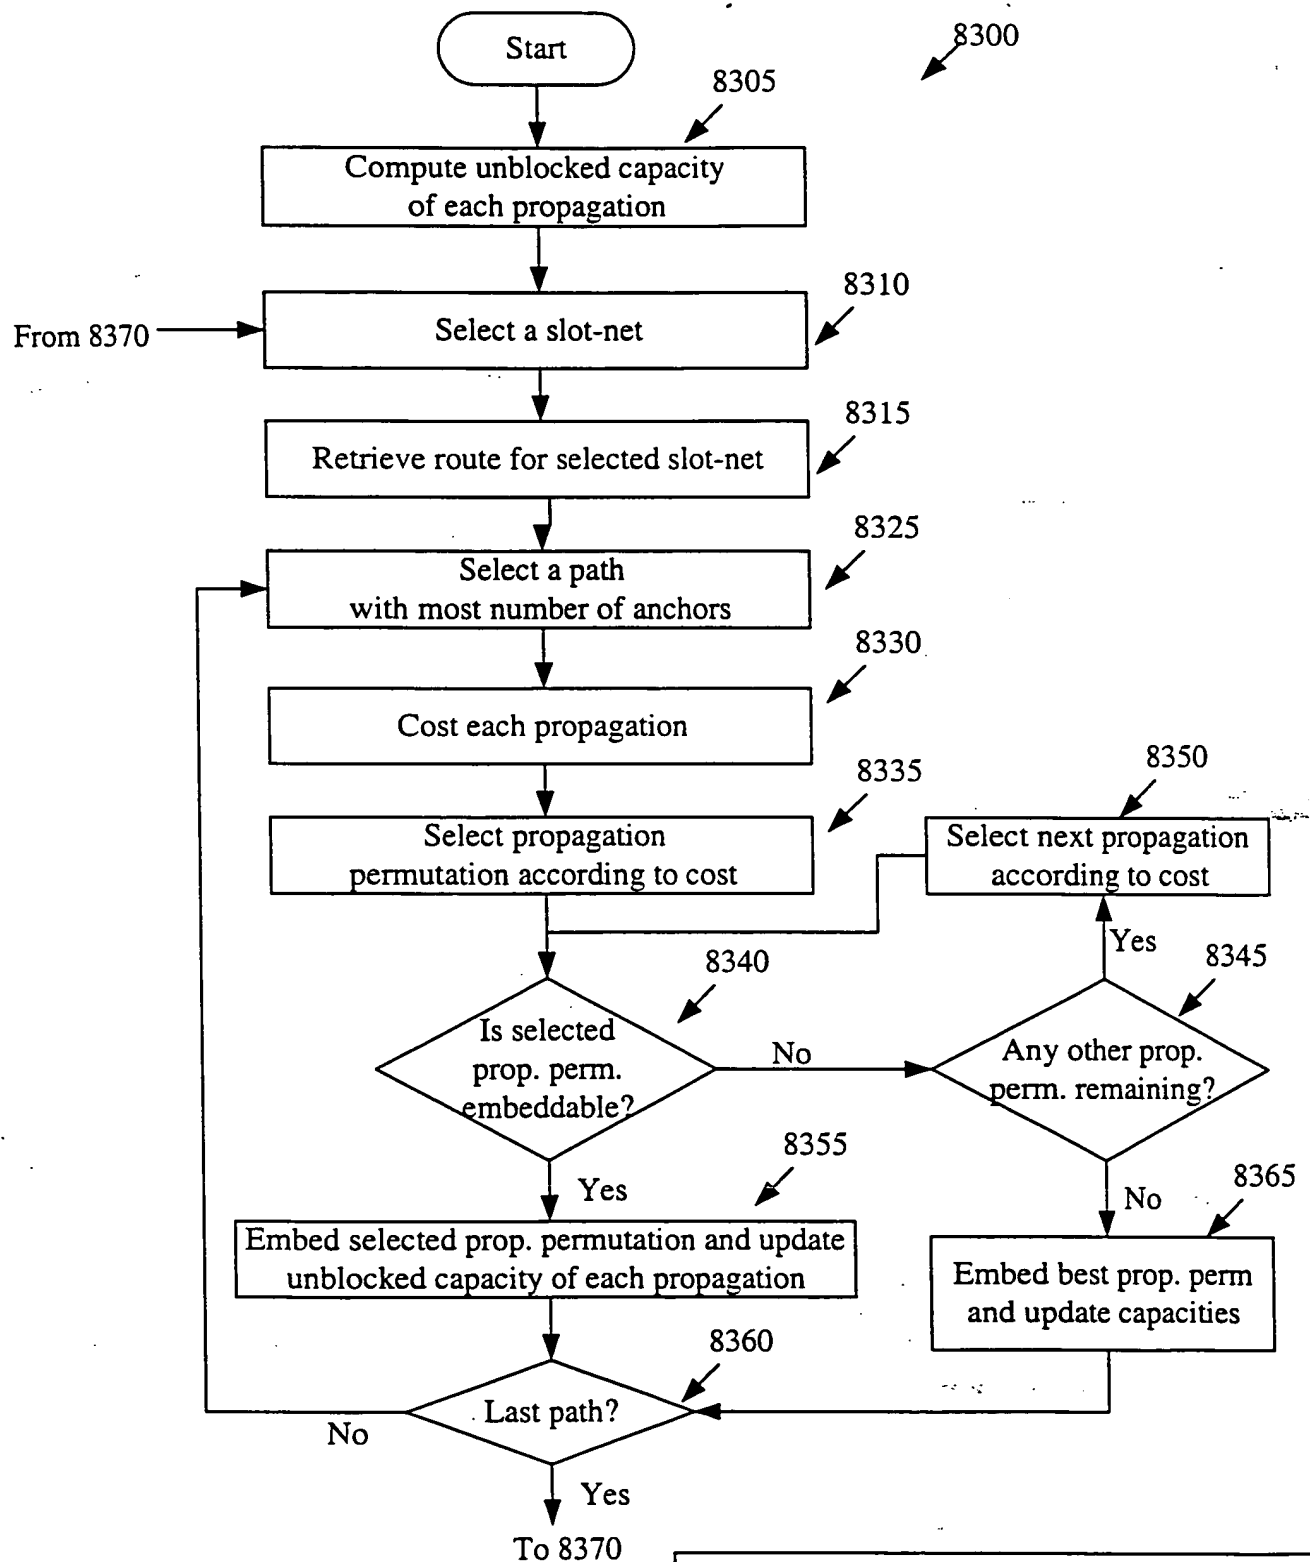 Start
8300
8305
Compute unblocked capacity
of each propagation
8310
From 8370
Select a slot-net
8315
Retrieve route for selected slot-net
8325
Select a path
with most number of anchors
8330
Cost each propagation
8335
Select propagation
permutation according to cost
8350
Select next propagation
according to cost
Yes
8340
8345
Is selected
prop. perm.
embeddable?
No
Any other prop.
perm. remaining?
8355
Yes
No
8365
Embed selected prop. permutation and update
unblocked capacity of each propagation
Embed best prop. perm
and update capacities
8360
Last path?
No
Yes
To 8370